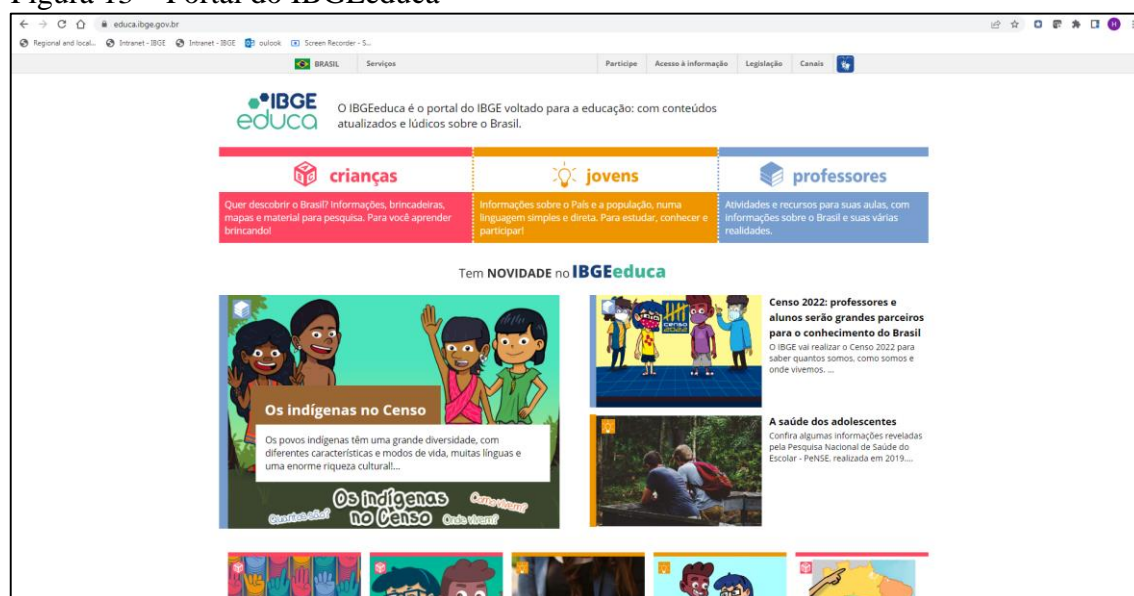 Figura 13 – Portal do IBGEeduca
educa.ibge.gov.br
Regional and local... Intranet - IBGE Intranet - IBGE oulook Screen Recorder - S...
BRASIL Serviços Participe Acesso à informação Legislação Canais
IBGE
educa
O IBGEeduca é o portal do IBGE voltado para a educação: com conteúdos
atualizados e lúdicos sobre o Brasil.
crianças
Quer descobrir o Brasil? Informações, brincadeiras,
mapas e material para pesquisa. Para você aprender
brincando!
jovens
Informações sobre o País e a população, numa
linguagem simples e direta. Para estudar, conhecer e
participar!
professores
Atividades e recursos para suas aulas, com
informações sobre o Brasil e suas várias
realidades.
Tem NOVIDADE no IBGEeduca
Os indígenas no Censo
Os povos indígenas têm uma grande diversidade, com
diferentes características e modos de vida, muitas línguas e
uma enorme riqueza cultural!...
Os indígenas
no Censo
Quantos são?
Como vivem?
Onde vivem?
CENSO
2022
Censo 2022: professores e
alunos serão grandes parceiros
para o conhecimento do Brasil
O IBGE vai realizar o Censo 2022 para
saber quantos somos, como somos e
onde vivemos. ...
A saúde dos adolescentes
Confira algumas informações reveladas
pela Pesquisa Nacional de Saúde do
Escolar - PeNSE, realizada em 2019....